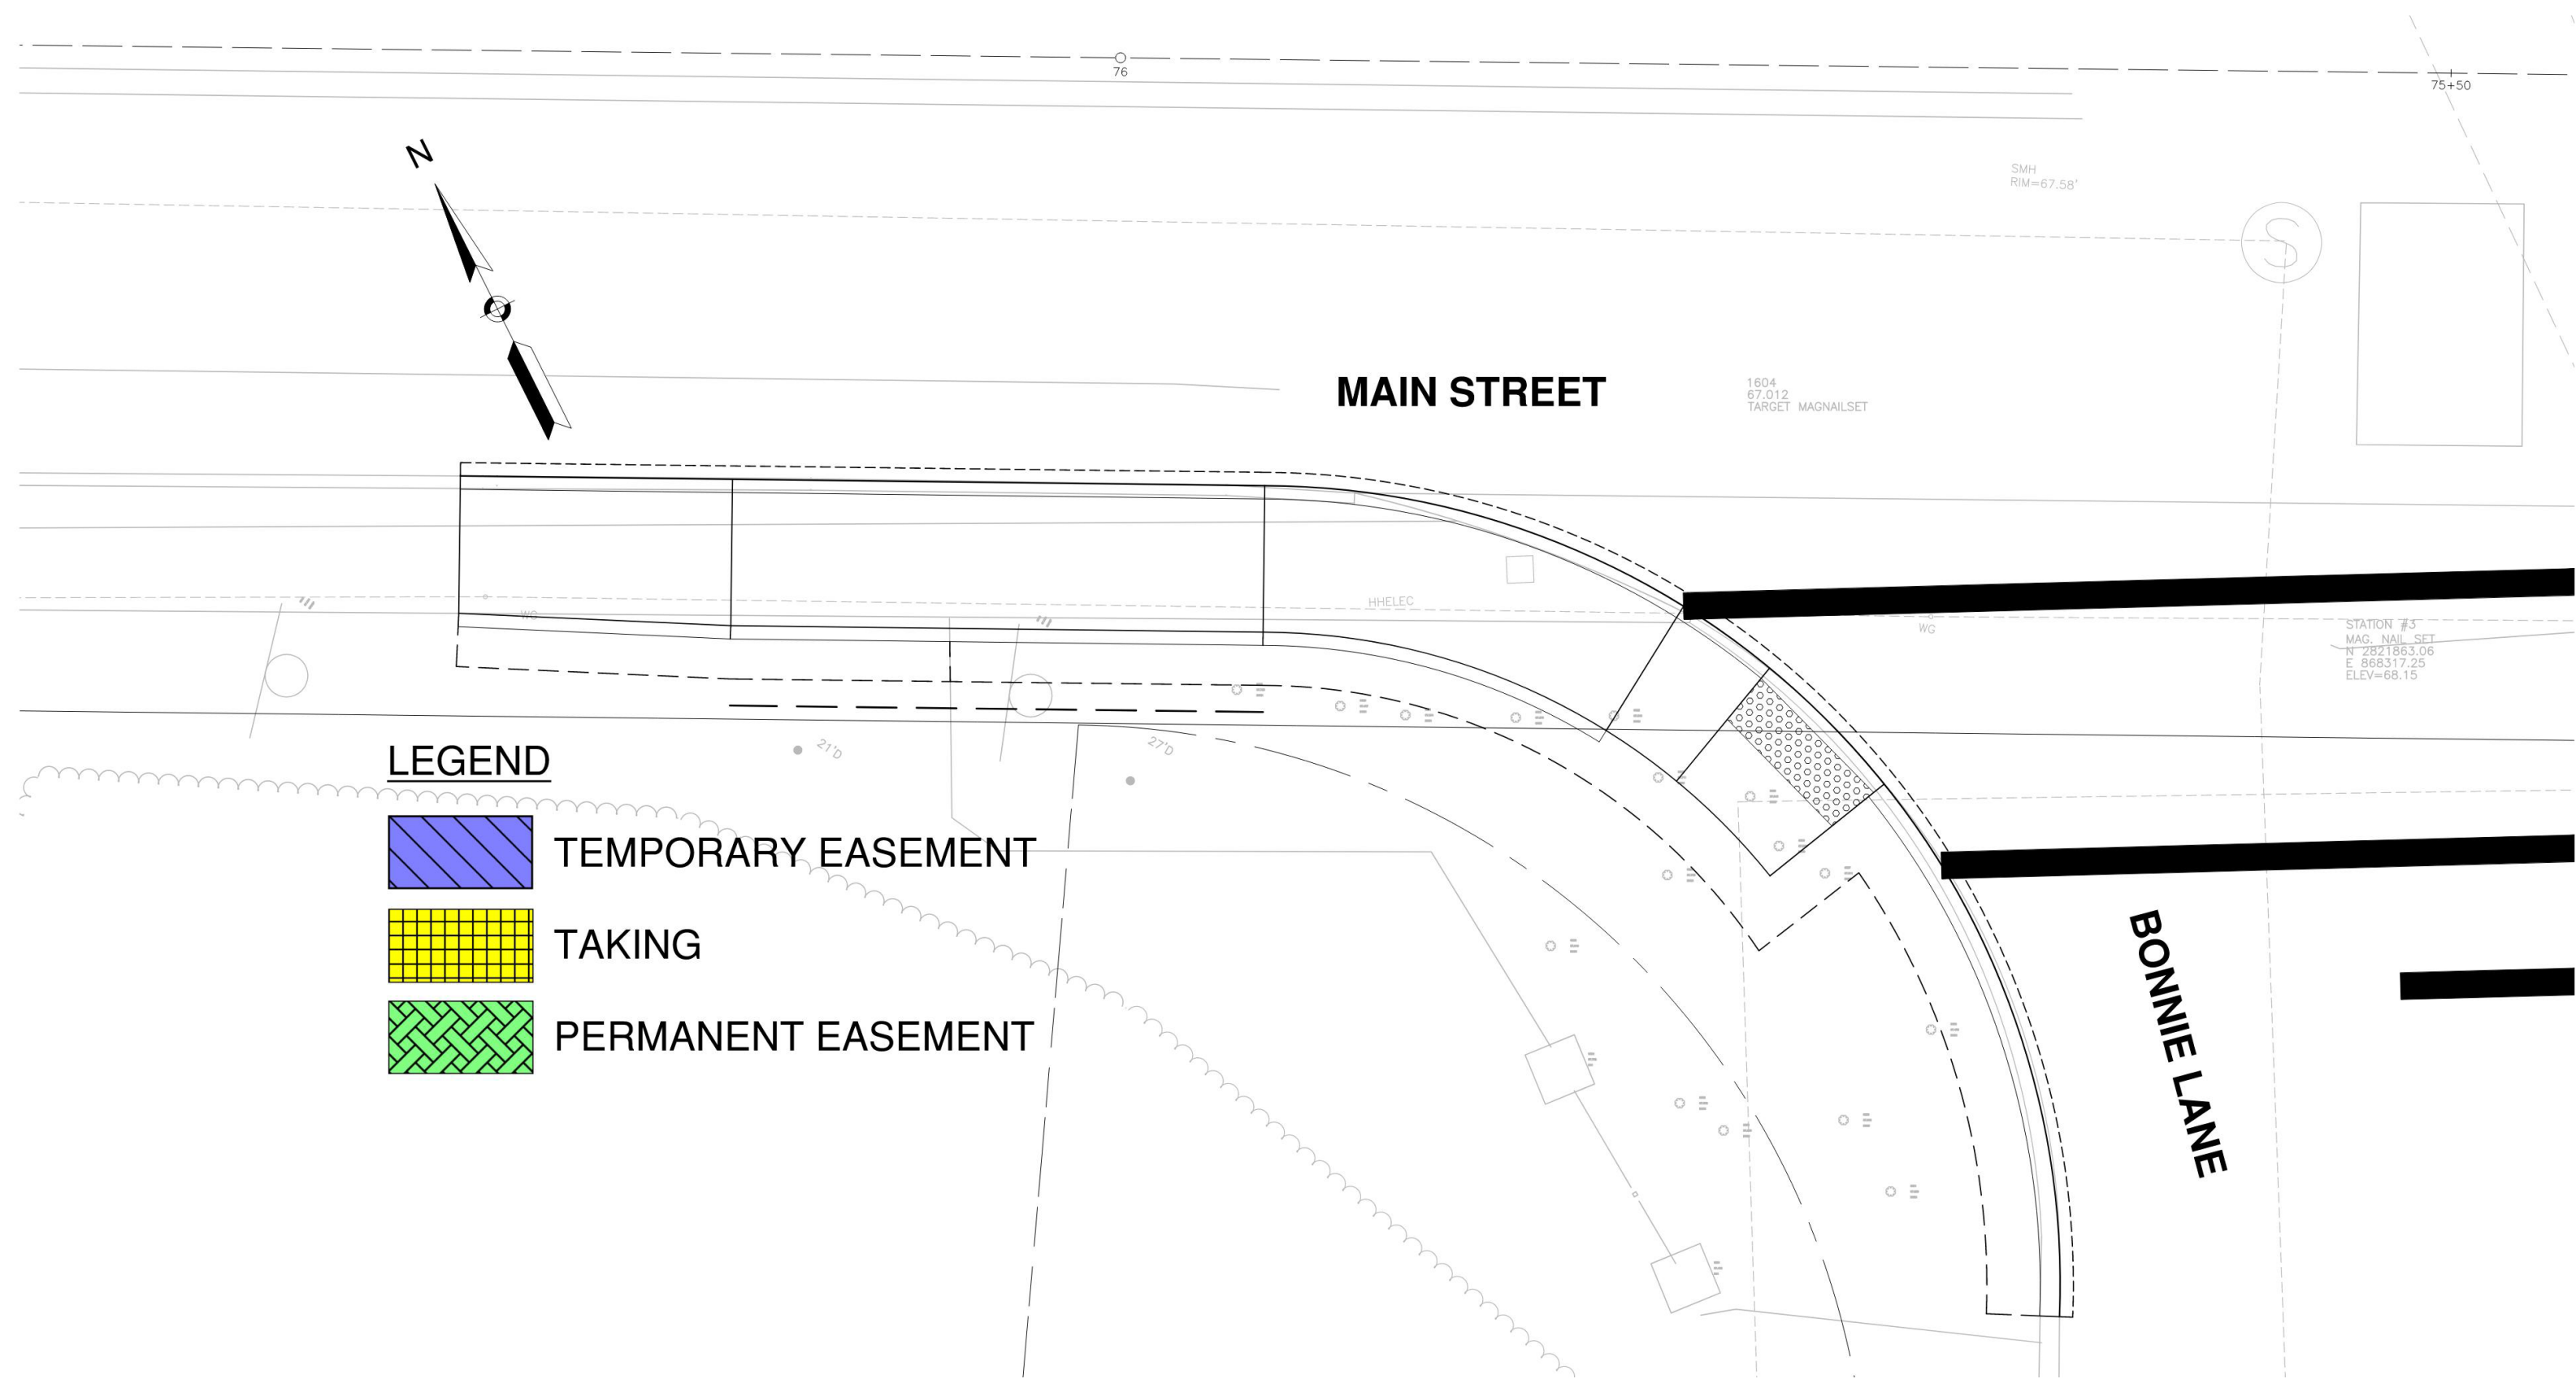 76
75+50
N
SMH
RIM=67.58'
S
MAIN STREET
1604
67.012
TARGET MAGNAILSET
HHELEC
WG
WG
STATION #3
MAG. NAIL SET
N 2821863.06
E 868317.25
ELEV=68.15
21'D
27'D
LEGEND
TEMPORARY EASEMENT
TAKING
PERMANENT EASEMENT
BONNIE LANE